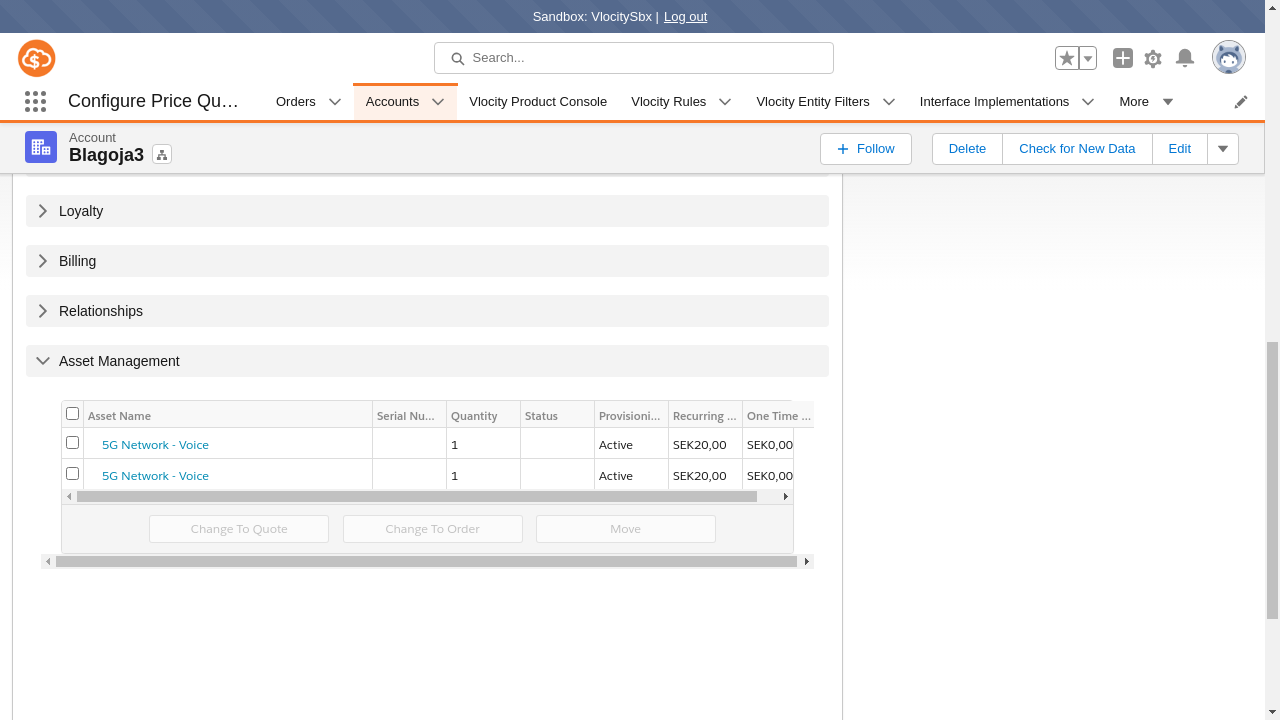 Sandbox: VlocitySbx | Log out
Search...
Configure Price Qu...
Orders
Accounts
Vlocity Product Console
Vlocity Rules
Vlocity Entity Filters
Interface Implementations
More
Account
Blagoja3
Follow
Delete
Check for New Data
Edit
Loyalty
Billing
Relationships
Asset Management
Asset Name Serial Nu... Quantity Status Provisioni... Recurring ... One Time ...
5G Network - Voice 1 Active SEK20,00 SEK0,00
5G Network - Voice 1 Active SEK20,00 SEK0,00
Change To Quote
Change To Order
Move